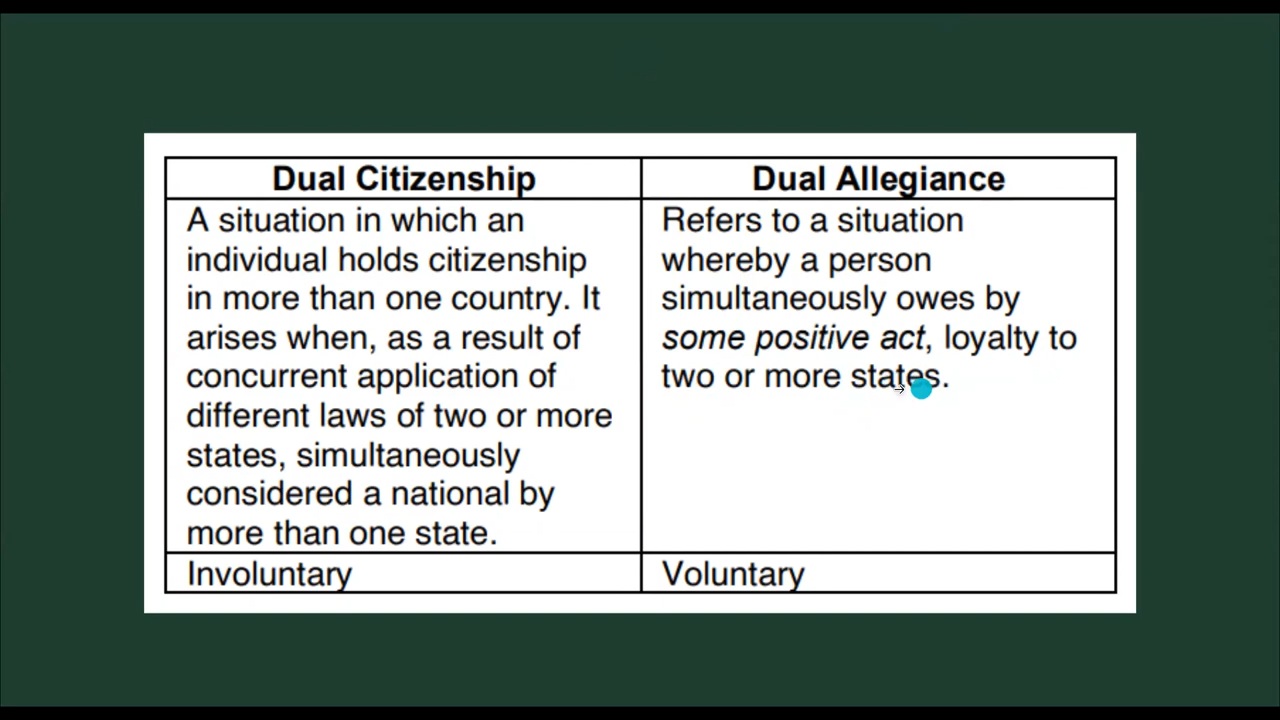 Dual Citizenship
Dual Allegiance
A situation in which an
individual holds citizenship
in more than one country. It
arises when, as a result of
concurrent application of
different laws of two or more
states, simultaneously
considered a national by
more than one state.
Refers to a situation
whereby a person
simultaneously owes by
some positive act, loyalty to
two or more states.
Involuntary
Voluntary